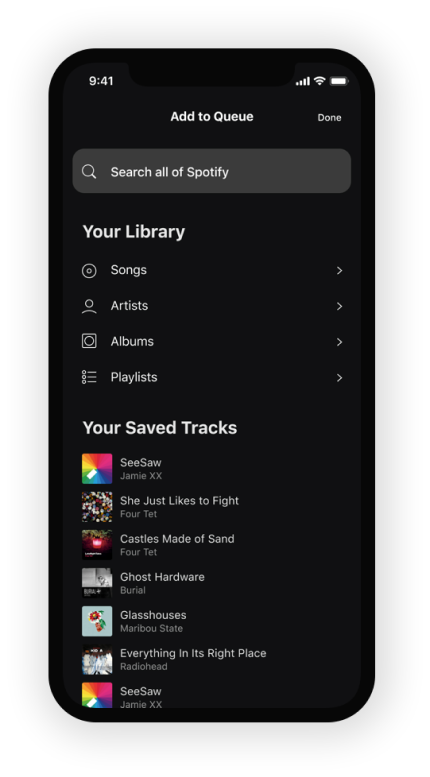 9:41
Add to Queue
Done
Search all of Spotify
Your Library
Songs
Artists
Albums
Playlists
Your Saved Tracks
SeeSaw
Jamie XX
She Just Likes to Fight
Four Tet
Castles Made of Sand
Four Tet
Ghost Hardware
Burial
Glasshouses
Maribou State
Everything In Its Right Place
Radiohead
SeeSaw
Jamie XX